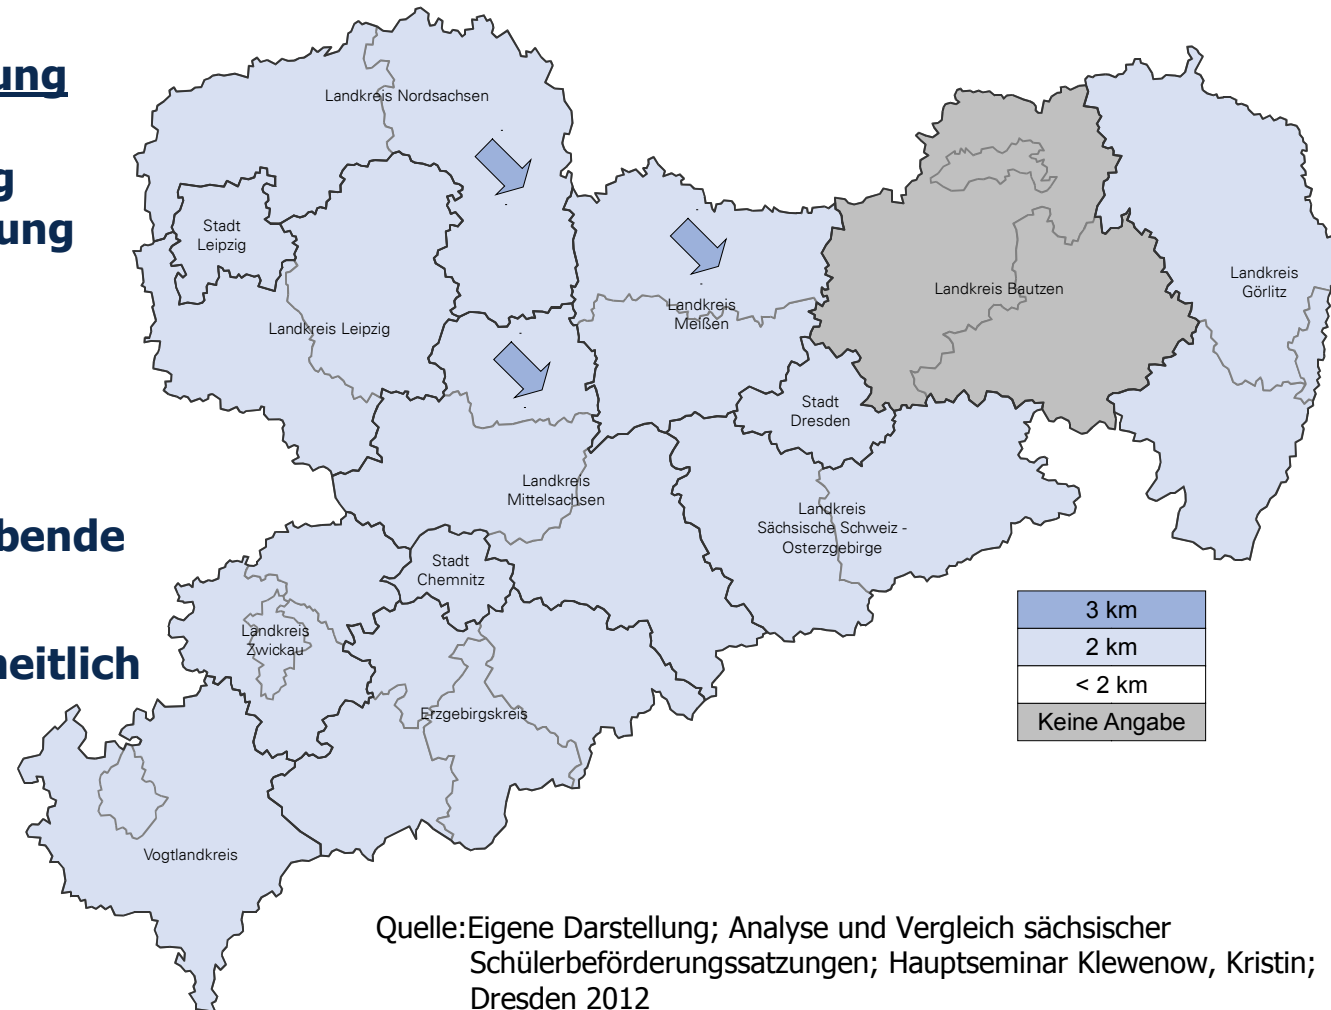 ung
g
ung
bende
neitlich
Landkreis Nordsachsen
Stadt
Leipzig
Landkreis Leipzig
Landkreis
Meißen
Landkreis Bautzen
Landkreis
Görlitz
Stadt
Dresden
Landkreis
Mittelsachsen
Landkreis
Sächsische Schweiz -
Osterzgebirge
Stadt
Chemnitz
Landkreis
Zwickau
Erzgebirgskreis
Vogtlandkreis
3 km
2 km
< 2 km
Keine Angabe
Quelle:Eigene Darstellung; Analyse und Vergleich sächsischer
Schülerbeförderungssatzungen; Hauptseminar Klewenow, Kristin;
Dresden 2012